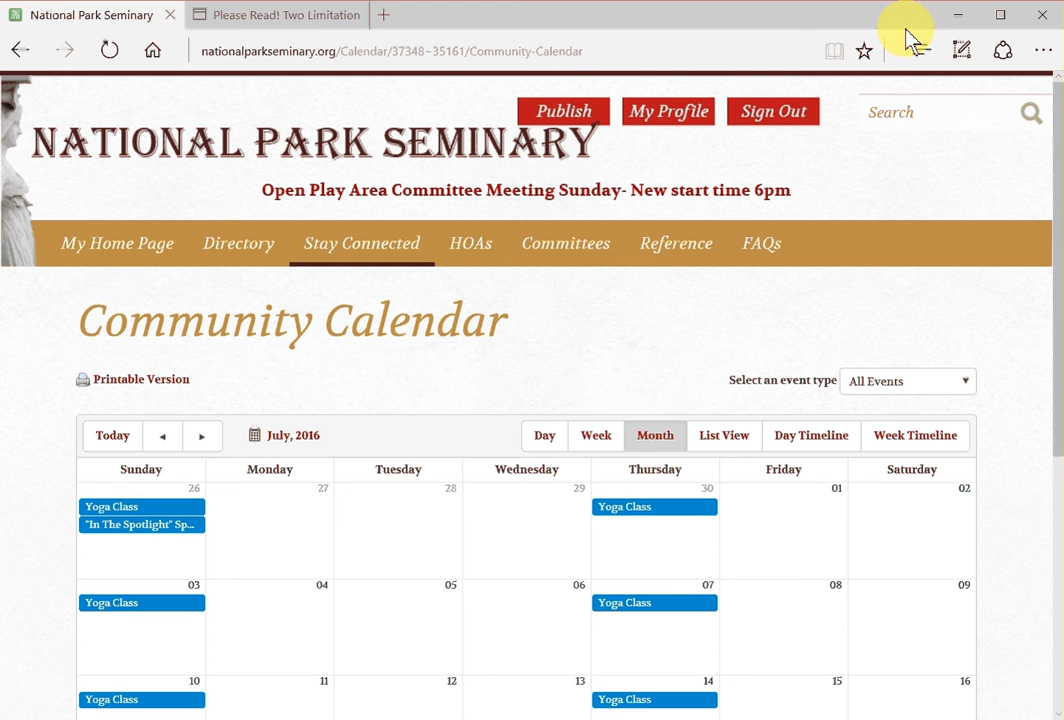 National Park Seminary
Please Read! Two Limitation
nationalparkseminary.org/Calendar/37348~35161/Community-Calendar
Publish
My Profile
Sign Out
Search
NATIONAL PARK SEMINARY
Open Play Area Committee Meeting Sunday- New start time 6pm
My Home Page Directory Stay Connected HOAs Committees Reference FAQs
Community Calendar
Printable Version
Select an event type All Events
Today July, 2016 Day Week Month List View Day Timeline Week Timeline
Sunday Monday Tuesday Wednesday Thursday Friday Saturday
26 27 28 29 30 01 02
Yoga Class Yoga Class
"In The Spotlight" Sp...
03 04 05 06 07 08 09
Yoga Class Yoga Class
10 11 12 13 14 15 16
Yoga Class Yoga Class